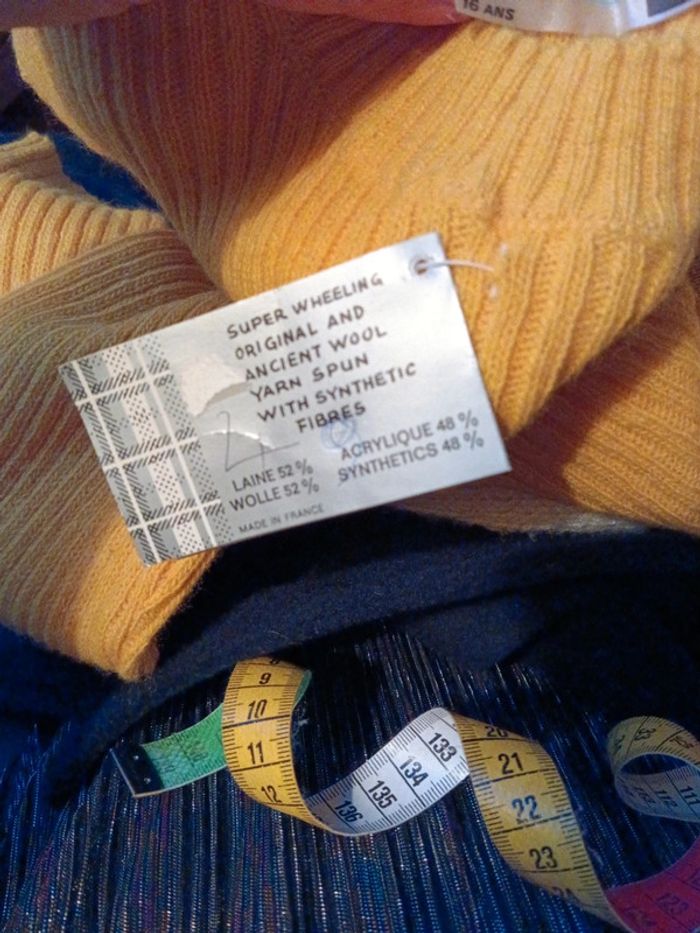 16 ANS
SUPER WHEELING
ORIGINAL AND
ANCIENT WOOL
YARN SPUN
WITH SYNTHETIC
FIBRES
LAINE 52 % ACRYLIQUE 48 %
WOLLE 52 % SYNTHETICS 48 %
MADE IN FRANCE
9
10
11
12
133
134
135
136
21
22
23